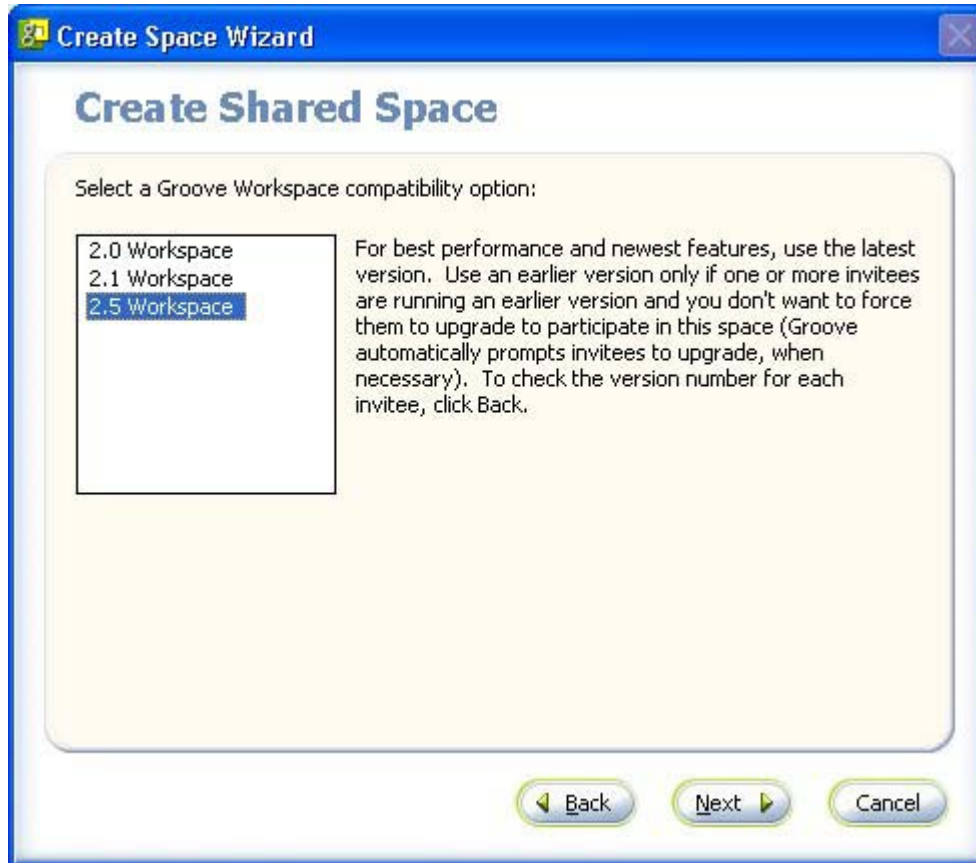 Create Space Wizard
Create Shared Space
Select a Groove Workspace compatibility option:
2.0 Workspace
2.1 Workspace
2.5 Workspace
For best performance and newest features, use the latest
version.  Use an earlier version only if one or more invitees
are running an earlier version and you don't want to force
them to upgrade to participate in this space (Groove
automatically prompts invitees to upgrade, when
necessary).  To check the version number for each
invitee, click Back.
Back
Next
Cancel